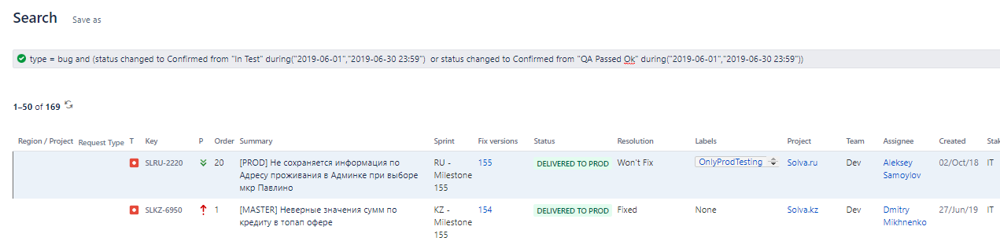 Search Save as
type = bug and (status changed to Confirmed from "In Test" during("2019-06-01","2019-06-30 23:59") or status changed to Confirmed from "QA Passed Ok" during("2019-06-01","2019-06-30 23:59"))
1–50 of 169
Region / Project Request Type T Key P Order Summary Sprint Fix versions Status Resolution Labels Project Team Assignee Created Stak
SLRU-2220 20 [PROD] Не сохраняется информация по RU - 155 DELIVERED TO PROD Won't Fix OnlyProdTesting Solva.ru Dev Aleksey 02/Oct/18 IT
Адресу проживания в Админке при выборе Milestone Samoylov
мкр Павлино 155
SLKZ-6950 1 [MASTER] Неверные значения сумм по KZ - 154 DELIVERED TO PROD Fixed None Solva.kz Dev Dmitry 27/Jun/19 IT
кредиту в топап офере Milestone Mikhnenko
155